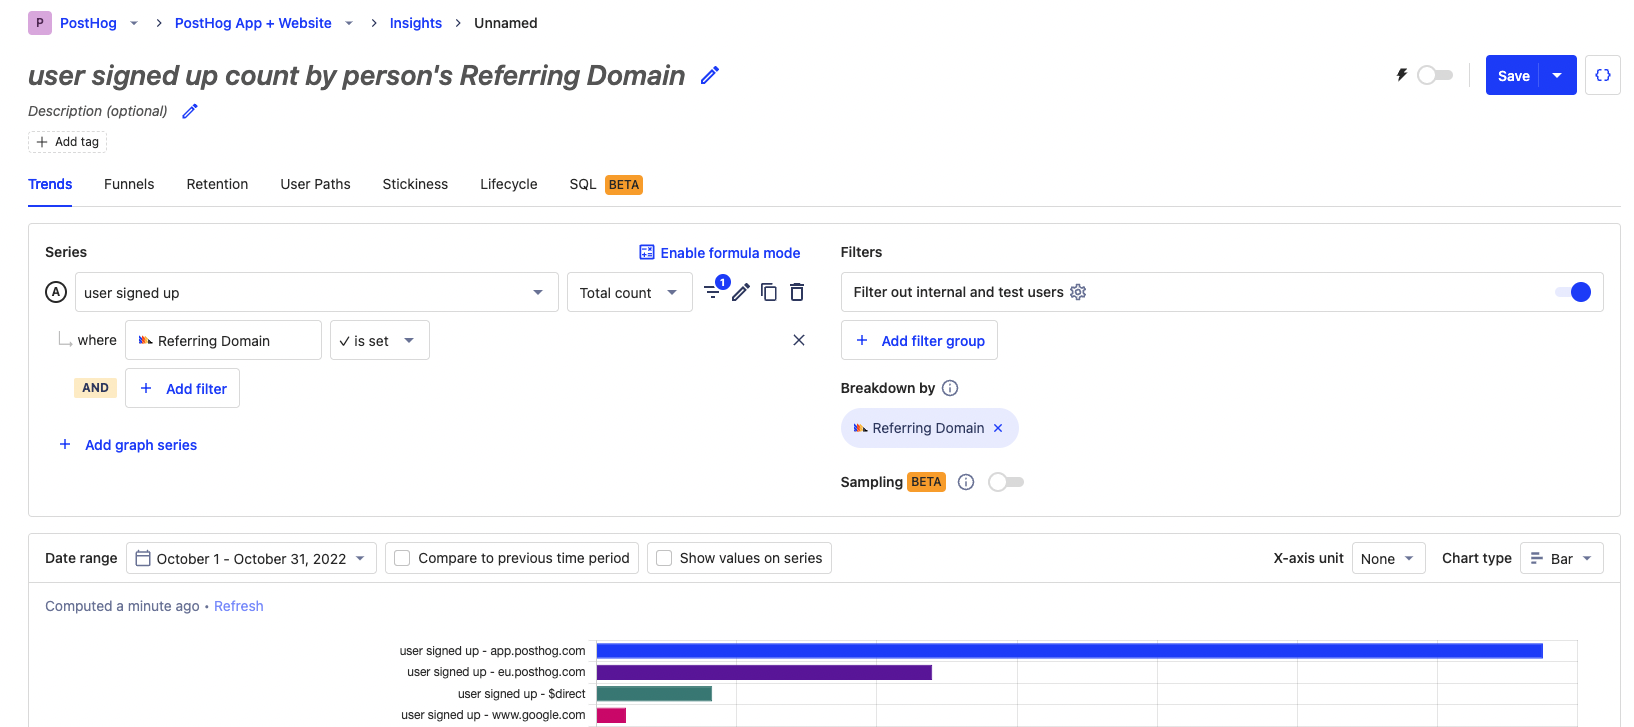 P PostHog > PostHog App + Website > Insights > Unnamed
user signed up count by person's Referring Domain
Save
Description (optional)
Add tag
Trends Funnels Retention User Paths Stickiness Lifecycle SQL BETA
Series
Enable formula mode
A user signed up Total count 1
where Referring Domain ✓ is set
AND + Add filter
+ Add graph series
Filters
Filter out internal and test users
+ Add filter group
Breakdown by
Referring Domain
Sampling BETA
Date range October 1 - October 31, 2022 Compare to previous time period Show values on series X-axis unit None Chart type Bar
Computed a minute ago • Refresh
user signed up - app.posthog.com
user signed up - eu.posthog.com
user signed up - $direct
user signed up - www.google.com